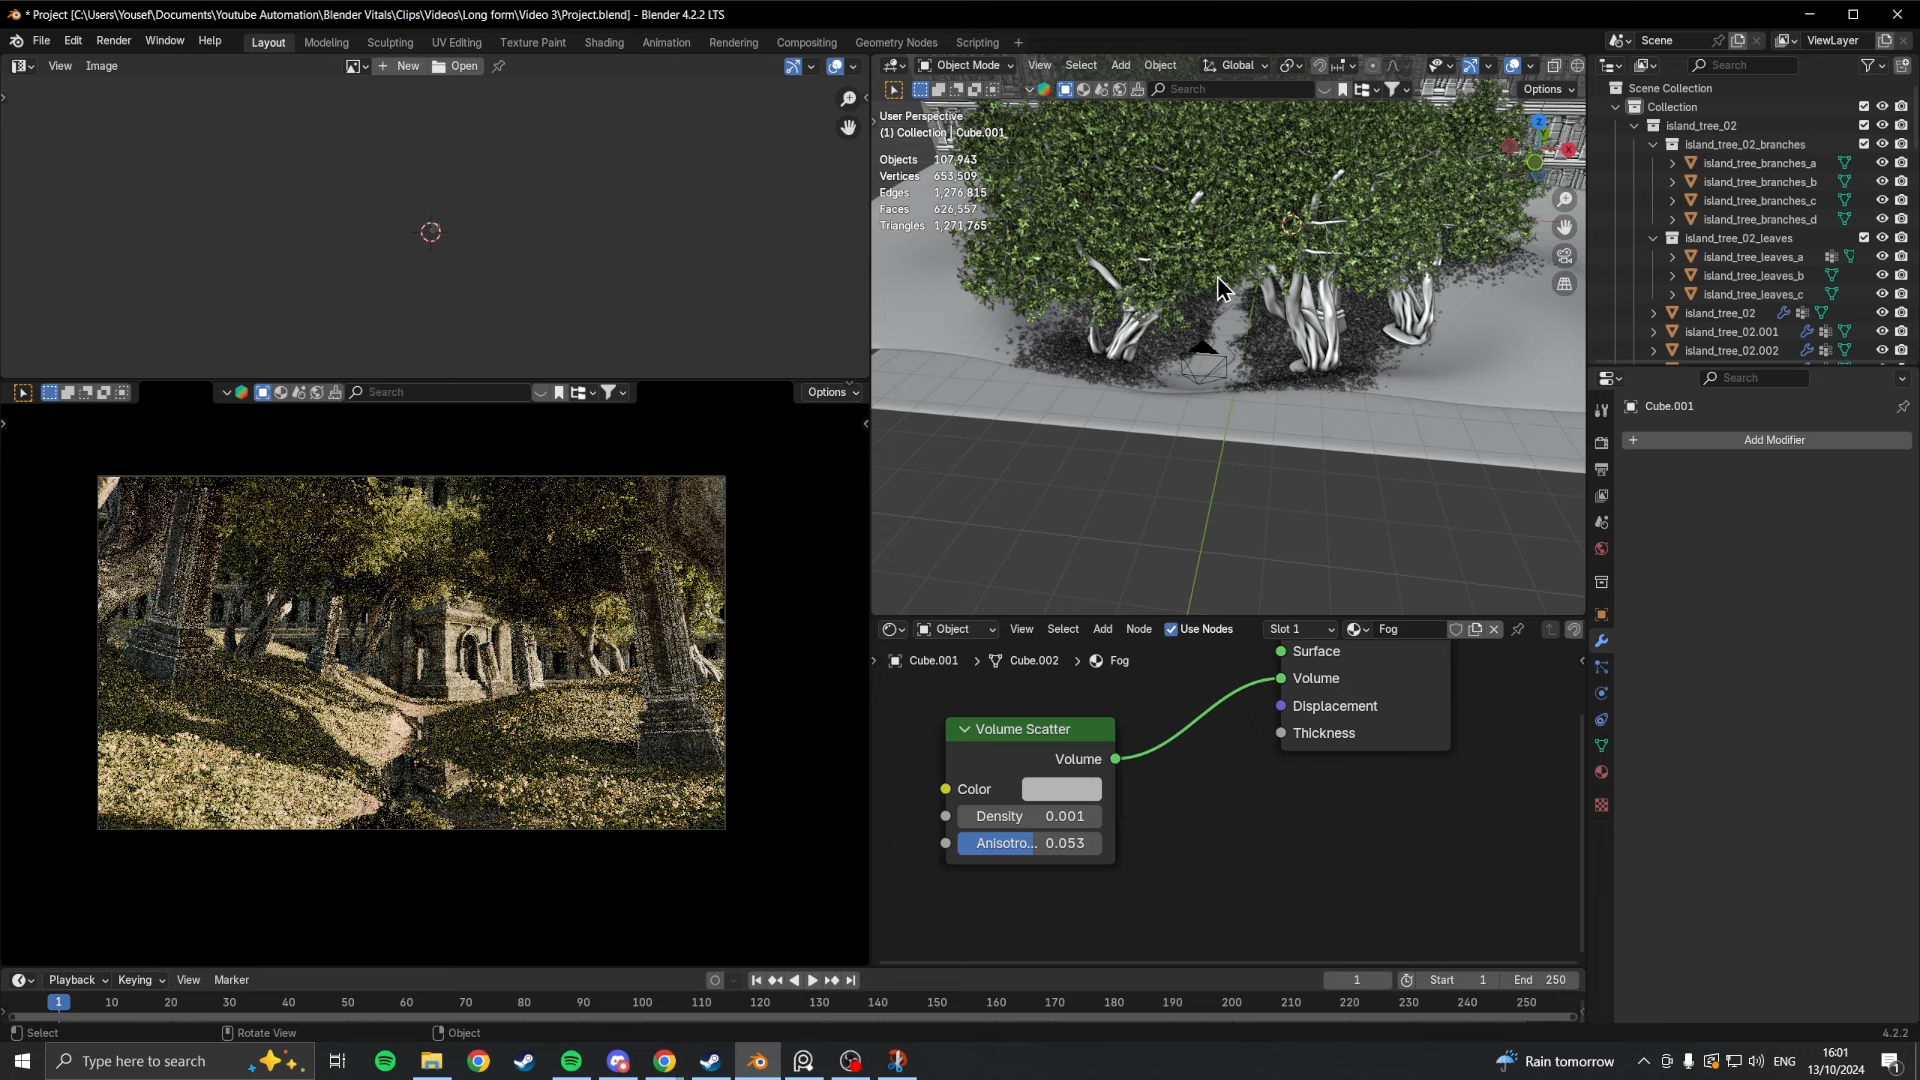 * Project [C:\Users\Yousef\Documents\Youtube Automation\Blender Vitals\Clips\Videos\Long form\Video 3\Project.blend] - Blender 4.2.2 LTS
File Edit Render Window Help Layout Modeling Sculpting UV Editing Texture Paint Shading Animation Rendering Compositing Geometry Nodes Scripting + Scene ViewLayer
View Image New Open
Object Mode View Select Add Object Global Search
Search Options
User Perspective
(1) Collection | Cube.001
Objects 107,943
Vertices 653,509
Edges 1,276,815
Faces 626,557
Triangles 1,271,765
Z
X
Scene Collection
Collection
island_tree_02
island_tree_02_branches
island_tree_branches_a
island_tree_branches_b
island_tree_branches_c
island_tree_branches_d
island_tree_02_leaves
island_tree_leaves_a
island_tree_leaves_b
island_tree_leaves_c
island_tree_02
island_tree_02.001
island_tree_02.002
Search Options
Search
Cube.001
Add Modifier
Object View Select Add Node Use Nodes Slot 1 Fog
Cube.001 > Cube.002 > Fog
Surface
Volume
Displacement
Thickness
Volume Scatter
Volume
Color
Density 0.001
Anisotro... 0.053
Playback Keying View Marker 1 Start 1 End 250
1 10 20 30 40 50 60 70 80 90 100 110 120 130 140 150 160 170 180 190 200 210 220 230 240 250
Select Rotate View Object 4.2.2
Type here to search Rain tomorrow ENG 16:01
13/10/2024 1